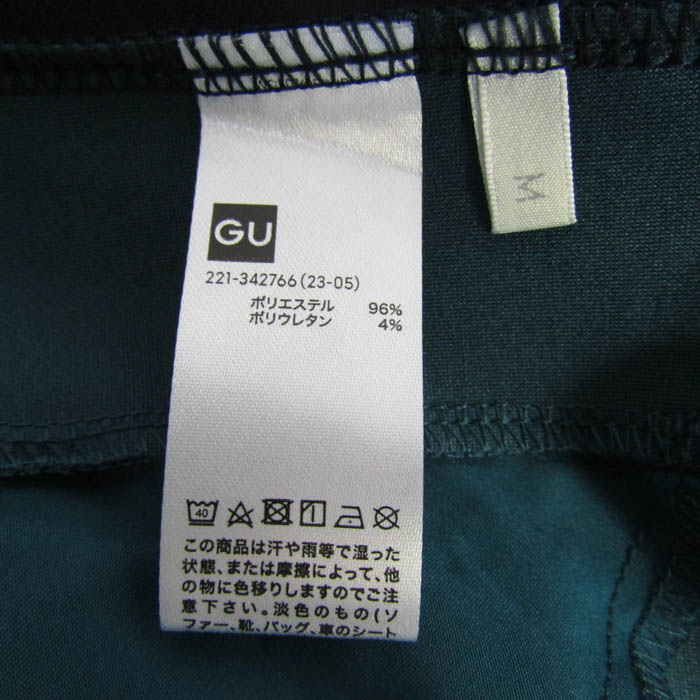 GU
221-342766(23-05)
ポリエステル 96%
ポリウレタン 4%
40
この商品は汗や雨等で湿った
状態、または摩擦によって、他
の物に色移りしますのでご注
意下さい。淡色のもの(ソ
ファー、靴、バッグ、車のシート
M